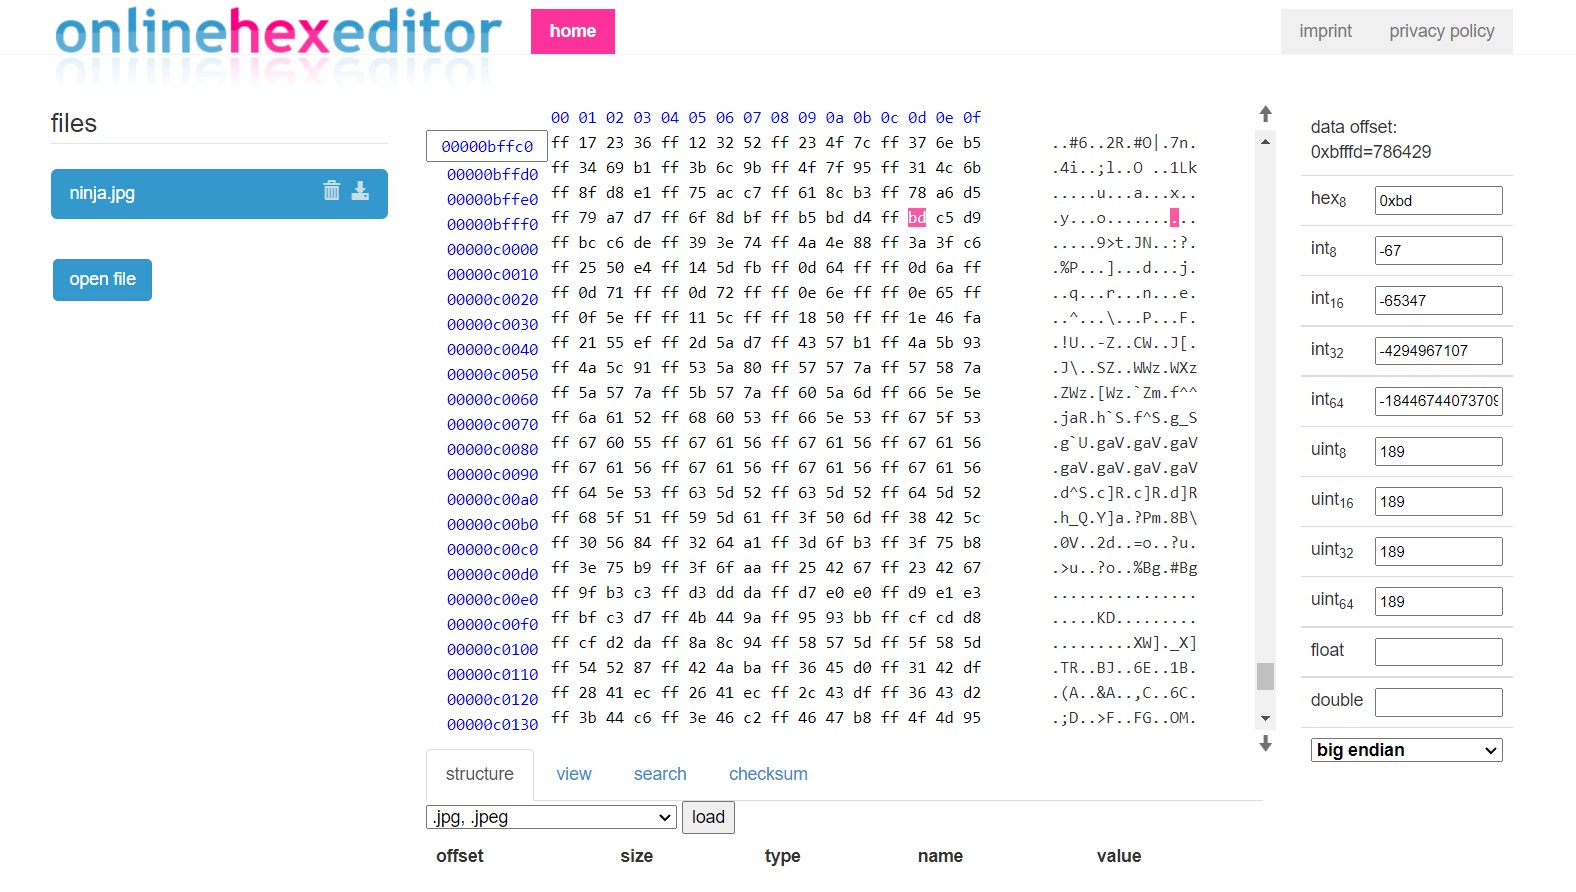 onlinehexeditor
home
imprint privacy policy
files
ninja.jpg
open file
00 01 02 03 04 05 06 07 08 09 0a 0b 0c 0d 0e 0f
00000bffc0 ff 17 23 36 ff 12 32 52 ff 23 4f 7c ff 37 6e b5 ..#6..2R.#O|.7n.
00000bffd0 ff 34 69 b1 ff 3b 6c 9b ff 4f 7f 95 ff 31 4c 6b .4i..;l..O ..1Lk
00000bffe0 ff 8f d8 e1 ff 75 ac c7 ff 61 8c b3 ff 78 a6 d5 .....u...a...x..
00000bfff0 ff 79 a7 d7 ff 6f 8d bf ff b5 bd d4 ff bd c5 d9 .y...o..........
00000c0000 ff bc c6 de ff 39 3e 74 ff 4a 4e 88 ff 3a 3f c6 .....9>t.JN..:?.
00000c0010 ff 25 50 e4 ff 14 5d fb ff 0d 64 ff ff 0d 6a ff .%P...]...d...j.
00000c0020 ff 0d 71 ff ff 0d 72 ff ff 0e 6e ff ff 0e 65 ff ..q...r...n...e.
00000c0030 ff 0f 5e ff ff 11 5c ff ff 18 50 ff ff 1e 46 fa ..^...\...P...F.
00000c0040 ff 21 55 ef ff 2d 5a d7 ff 43 57 b1 ff 4a 5b 93 .!U..-Z..CW..J[.
00000c0050 ff 4a 5c 91 ff 53 5a 80 ff 57 57 7a ff 57 58 7a .J\..SZ..WWz.WXz
00000c0060 ff 5a 57 7a ff 5b 57 7a ff 60 5a 6d ff 66 5e 5e .ZWz.[Wz.`Zm.f^^
00000c0070 ff 6a 61 52 ff 68 60 53 ff 66 5e 53 ff 67 5f 53 .jaR.h`S.f^S.g_S
00000c0080 ff 67 60 55 ff 67 61 56 ff 67 61 56 ff 67 61 56 .g`U.gaV.gaV.gaV
00000c0090 ff 67 61 56 ff 67 61 56 ff 67 61 56 ff 67 61 56 .gaV.gaV.gaV.gaV
00000c00a0 ff 64 5e 53 ff 63 5d 52 ff 63 5d 52 ff 64 5d 52 .d^S.c]R.c]R.d]R
00000c00b0 ff 68 5f 51 ff 59 5d 61 ff 3f 50 6d ff 38 42 5c .h_Q.Y]a.?Pm.8B\
00000c00c0 ff 30 56 84 ff 32 64 a1 ff 3d 6f b3 ff 3f 75 b8 .0V..2d..=o..?u.
00000c00d0 ff 3e 75 b9 ff 3f 6f aa ff 25 42 67 ff 23 42 67 .>u..?o..%Bg.#Bg
00000c00e0 ff 9f b3 c3 ff d3 dd da ff d7 e0 e0 ff d9 e1 e3 ................
00000c00f0 ff bf c3 d7 ff 4b 44 9a ff 95 93 bb ff cf cd d8 .....KD.........
00000c0100 ff cf d2 da ff 8a 8c 94 ff 58 57 5d ff 5f 58 5d .........XW]._X]
00000c0110 ff 54 52 87 ff 42 4a ba ff 36 45 d0 ff 31 42 df .TR..BJ..6E..1B.
00000c0120 ff 28 41 ec ff 26 41 ec ff 2c 43 df ff 36 43 d2 .(A..&A..,C..6C.
00000c0130 ff 3b 44 c6 ff 3e 46 c2 ff 46 47 b8 ff 4f 4d 95 .;D..>F..FG..OM.
data offset:
0xbfffd=786429
hex8 0xbd
int8 -67
int16 -65347
int32 -4294967107
int64 -18446744073709
uint8 189
uint16 189
uint32 189
uint64 189
float
double
big endian
structure view search checksum
.jpg, .jpeg load
offset size type name value